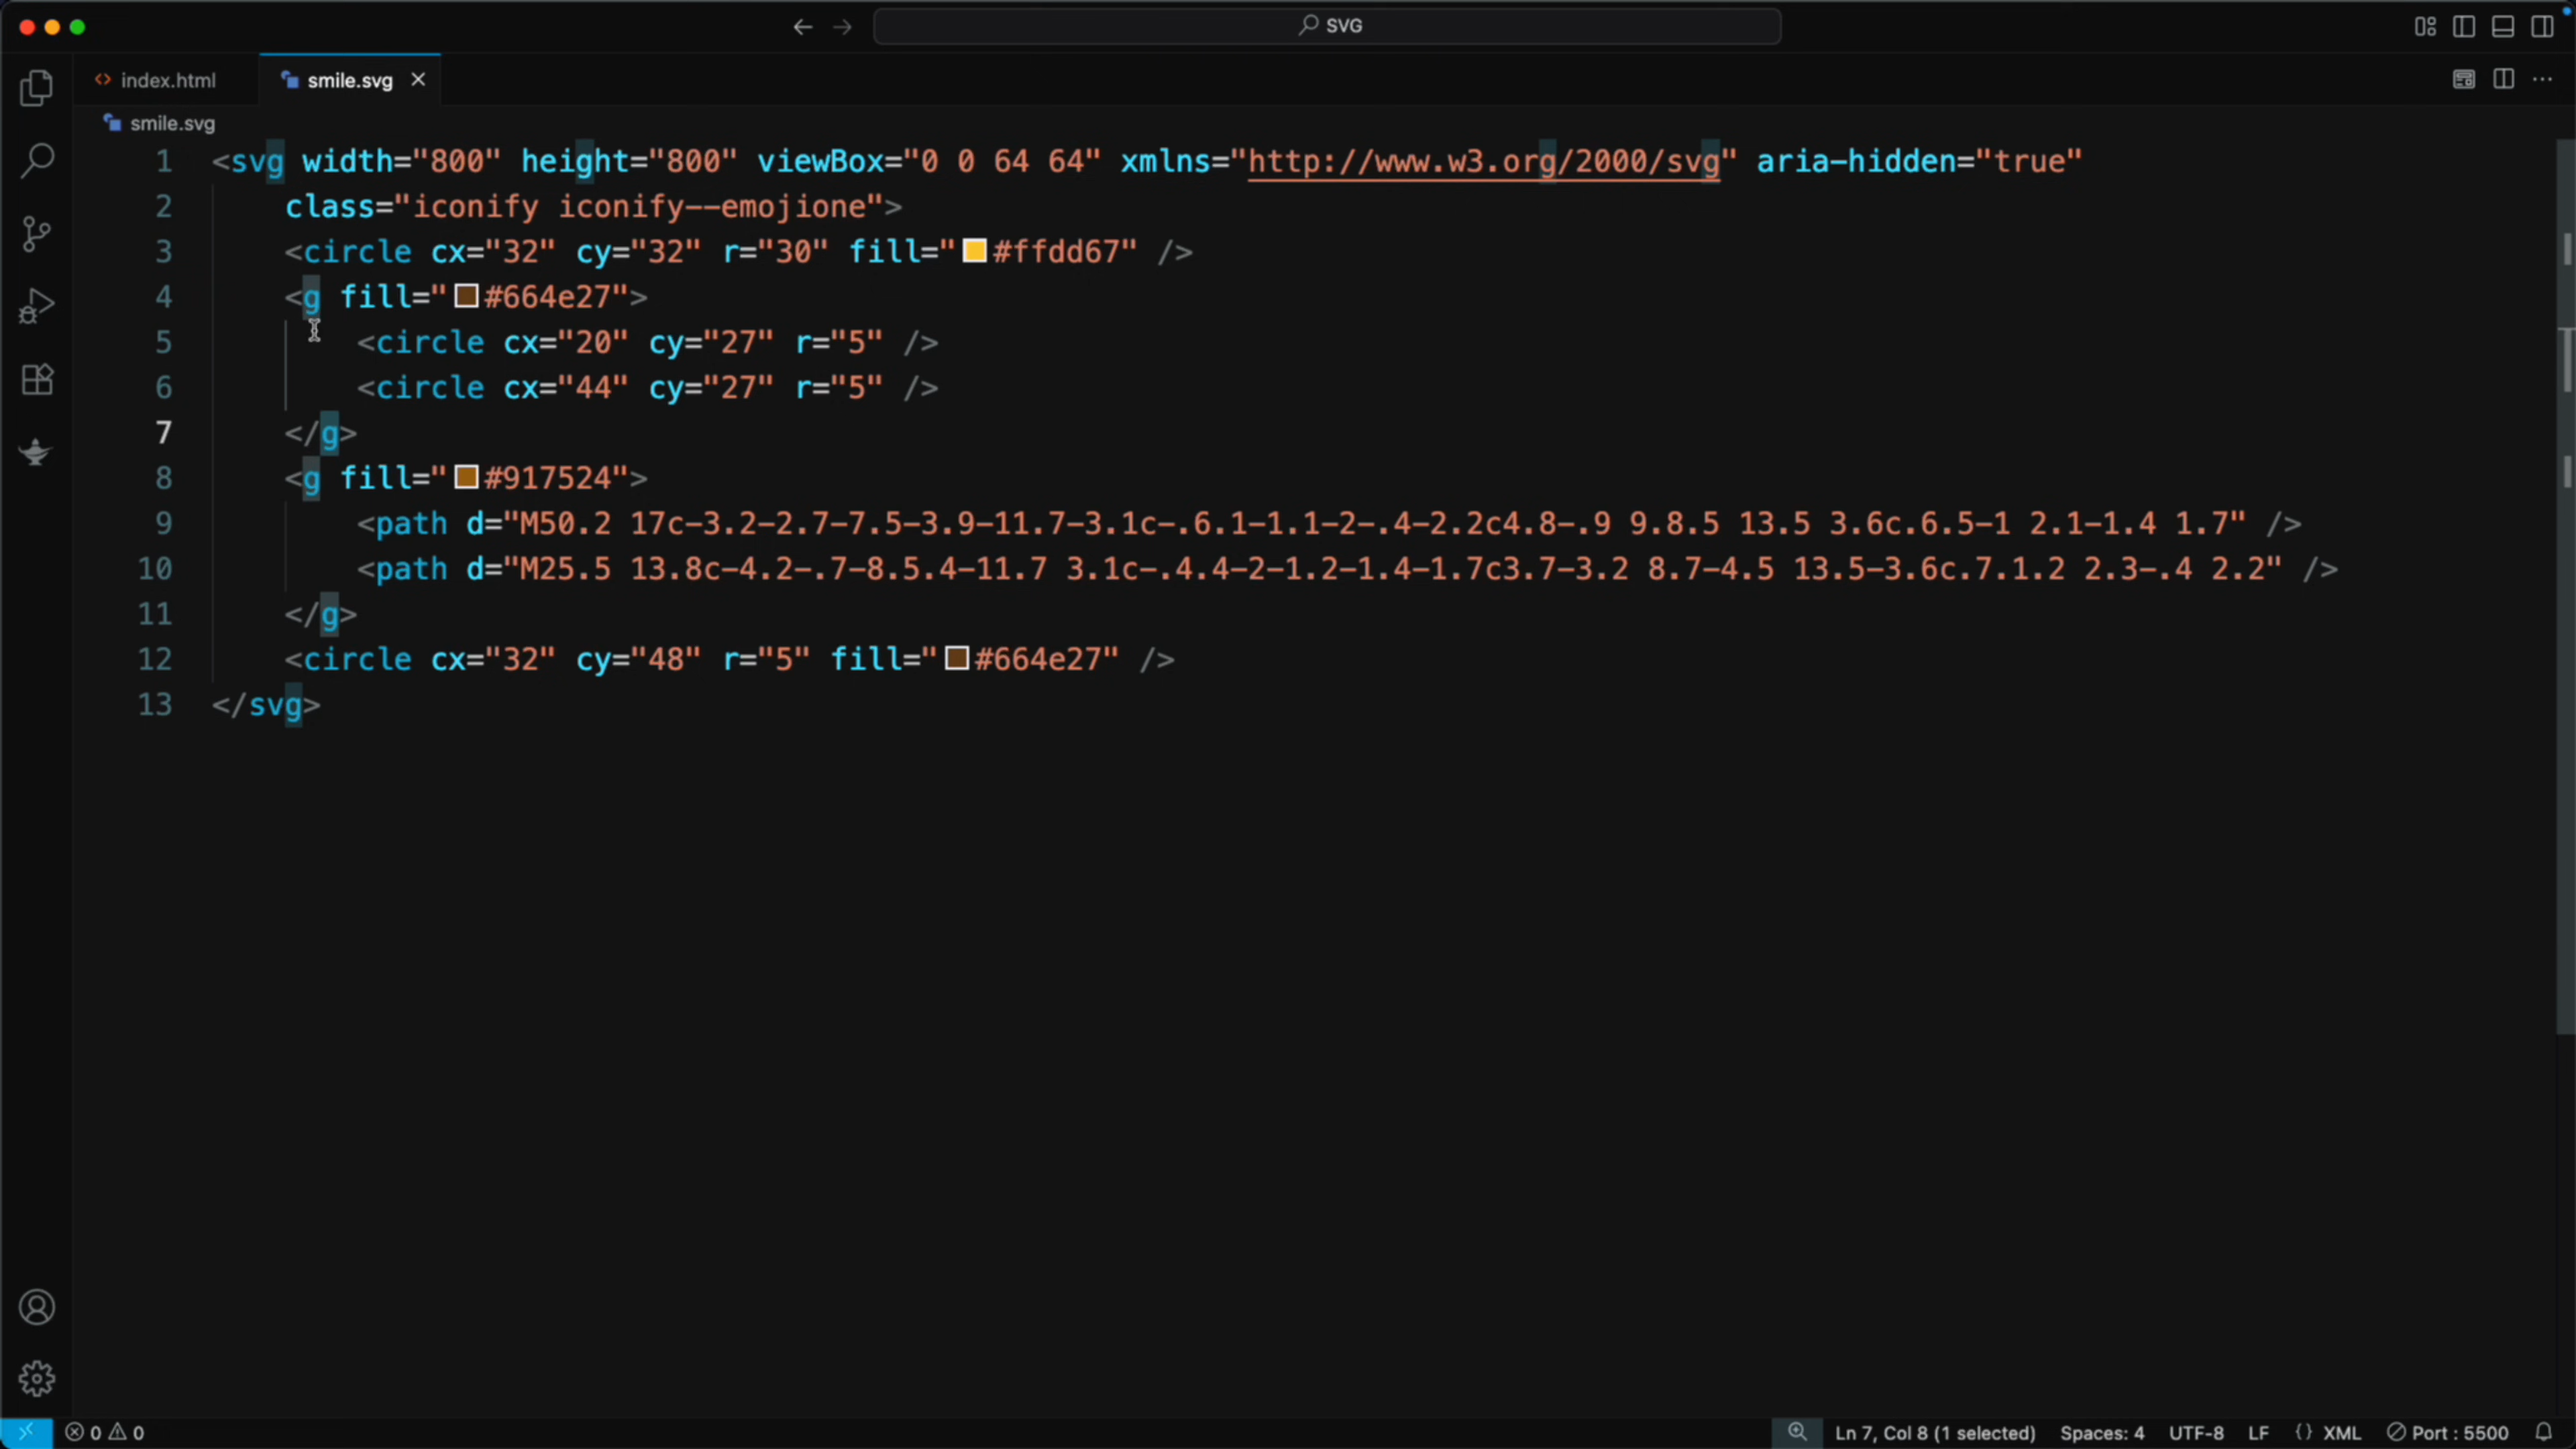 SVG
index.html
smile.svg
smile.svg
1 <svg width="800" height="800" viewBox="0 0 64 64" xmlns="http://www.w3.org/2000/svg" aria-hidden="true"
2 class="iconify iconify--emojione">
3 <circle cx="32" cy="32" r="30" fill="#ffdd67" />
4 <g fill="#664e27">
5 <circle cx="20" cy="27" r="5" />
6 <circle cx="44" cy="27" r="5" />
7 </g>
8 <g fill="#917524">
9 <path d="M50.2 17c-3.2-2.7-7.5-3.9-11.7-3.1c-.6.1-1.1-2-.4-2.2c4.8-.9 9.8.5 13.5 3.6c.6.5-1 2.1-1.4 1.7" />
10 <path d="M25.5 13.8c-4.2-.7-8.5.4-11.7 3.1c-.4.4-2-1.2-1.4-1.7c3.7-3.2 8.7-4.5 13.5-3.6c.7.1.2 2.3-.4 2.2" />
11 </g>
12 <circle cx="32" cy="48" r="5" fill="#664e27" />
13 </svg>
0 0 Ln 7, Col 8 (1 selected) Spaces: 4 UTF-8 LF {} XML Port : 5500